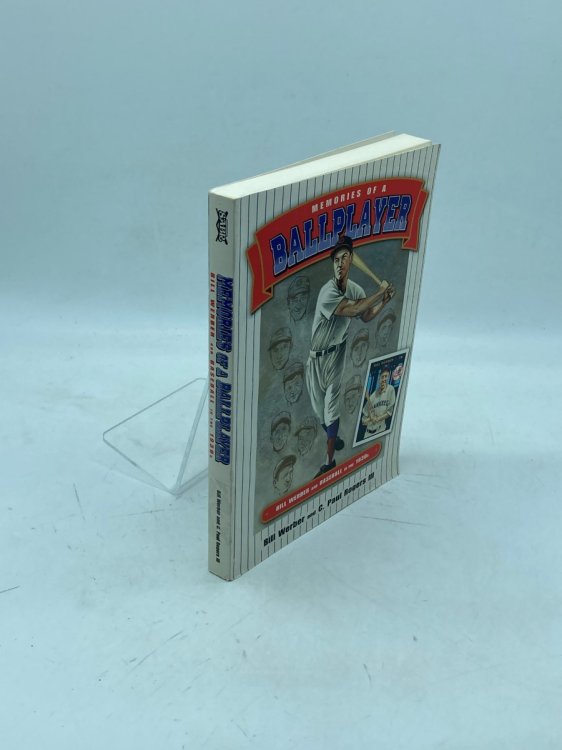 MEMORIES OF A
BALLPLAYER
BILL WERBER AND BASEBALL IN THE 1930s
Bill Werber and C. Paul Rogers III
MEMORIES OF A BALLPLAYER
BILL WERBER AND BASEBALL IN THE 1930s
Bill Werber and C. Paul Rogers III